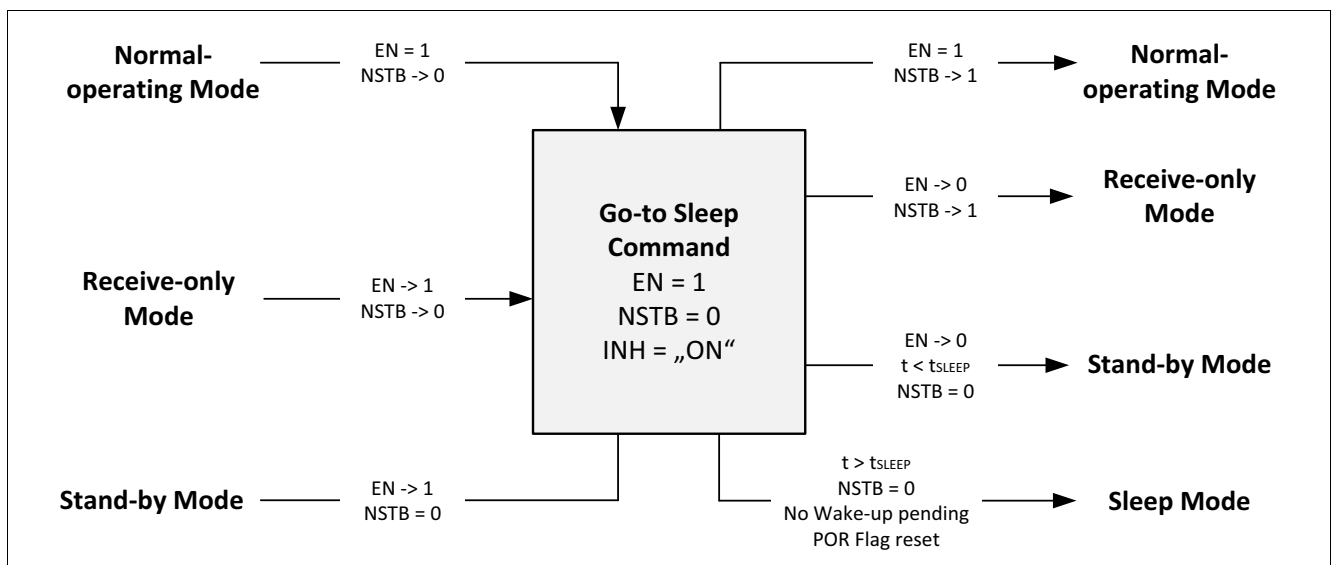 Normal-
operating Mode
EN = 1
NSTB -> 0
EN = 1
NSTB -> 1
Normal-
operating Mode
Receive-only
Mode
EN -> 1
NSTB -> 0
Go-to Sleep
Command
EN = 1
NSTB = 0
INH = „ON“
EN -> 0
NSTB -> 1
Receive-only
Mode
EN -> 0
t < tSLEEP
NSTB = 0
Stand-by Mode
Stand-by Mode
EN -> 1
NSTB = 0
t > tSLEEP
NSTB = 0
No Wake-up pending
POR Flag reset
Sleep Mode